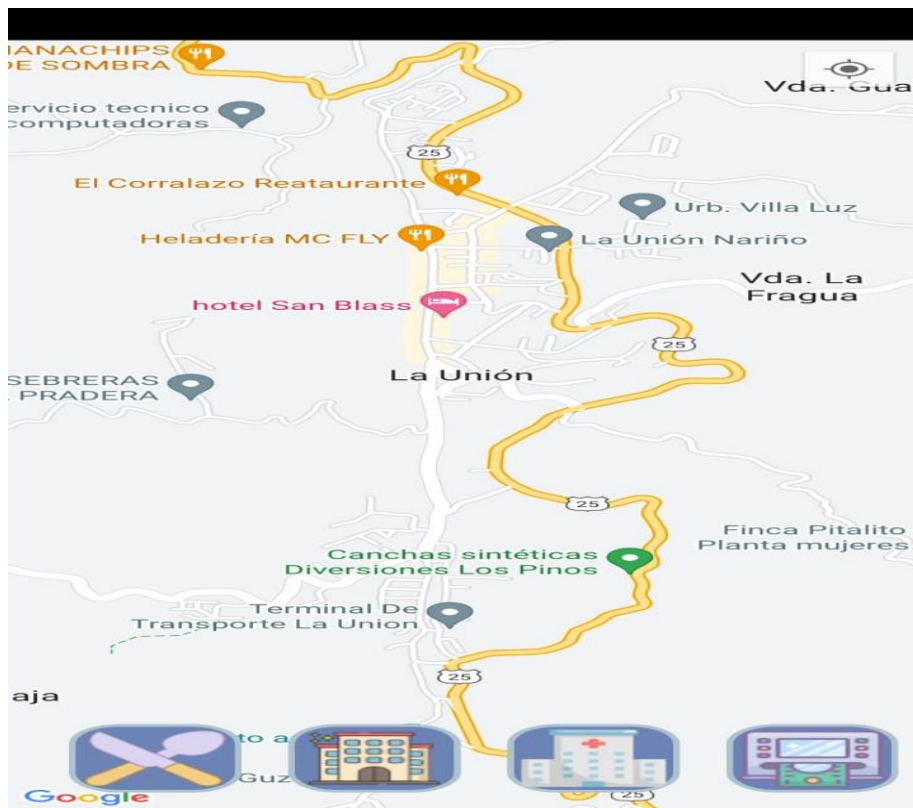 MANACHIPS
DE SOMBRA
Vda. Gua
ervicio tecnico
computadoras
25
El Corralazo Reataurante
Urb. Villa Luz
Heladería MC FLY
La Unión Nariño
Vda. La
Fragua
hotel San Blass
25
La Unión
SEBRERAS
PRADERA
25
Finca Pitalito
Planta mujeres
Canchas sintéticas
Diversiones Los Pinos
Terminal De
Transporte La Union
25
aja
to a
Guz
25
Google